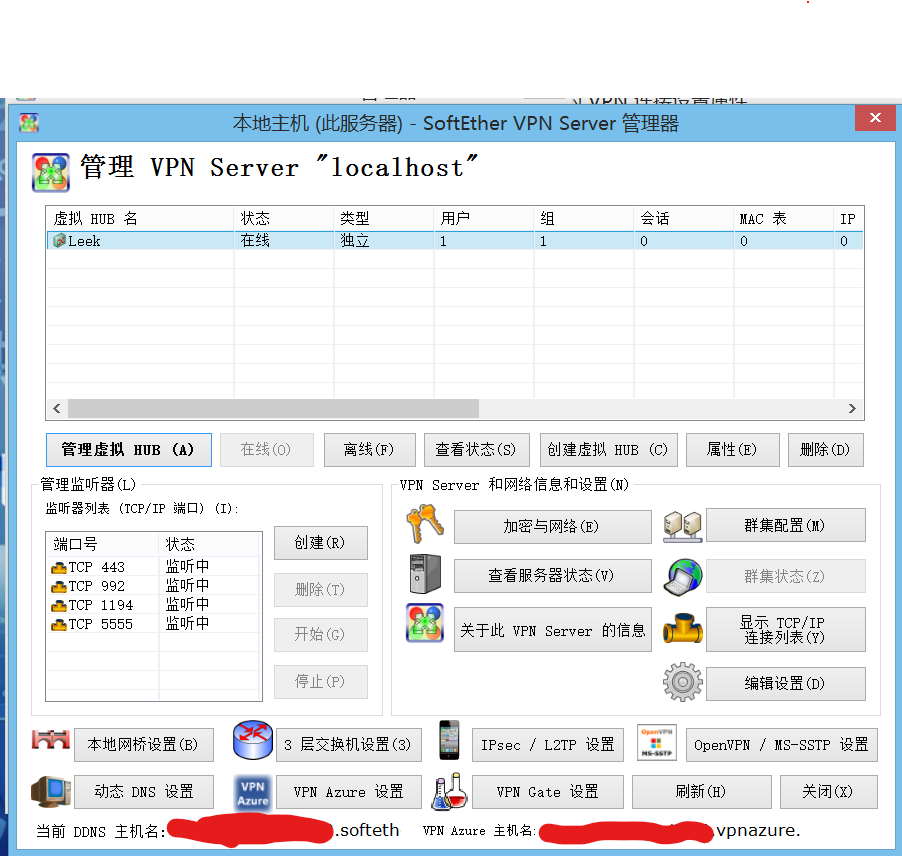 本地主机 (此服务器) - SoftEther VPN Server 管理器
管理 VPN Server "localhost"
虚拟 HUB 名 状态 类型 用户 组 会话 MAC 表 IP
Leek 在线 独立 1 1 0 0 0
管理虚拟 HUB (A) 在线(O) 离线(F) 查看状态(S) 创建虚拟 HUB (C) 属性(E) 删除(D)
管理监听器(L)
监听器列表 (TCP/IP 端口) (I):
端口号 状态
TCP 443 监听中
TCP 992 监听中
TCP 1194 监听中
TCP 5555 监听中
创建(R)
删除(T)
开始(G)
停止(P)
VPN Server 和网络信息和设置(N)
加密与网络(E) 群集配置(M)
查看服务器状态(V) 群集状态(Z)
关于此 VPN Server 的信息 显示 TCP/IP
连接列表(Y)
编辑设置(D)
本地网桥设置(B) 3 层交换机设置(3) IPsec / L2TP 设置 OpenVPN MS-SSTP OpenVPN / MS-SSTP 设置
动态 DNS 设置 VPN Azure VPN Azure 设置 VPN Gate 设置 刷新(H) 关闭(X)
当前 DDNS 主机名: .softeth VPN Azure 主机名: .vpnazure.